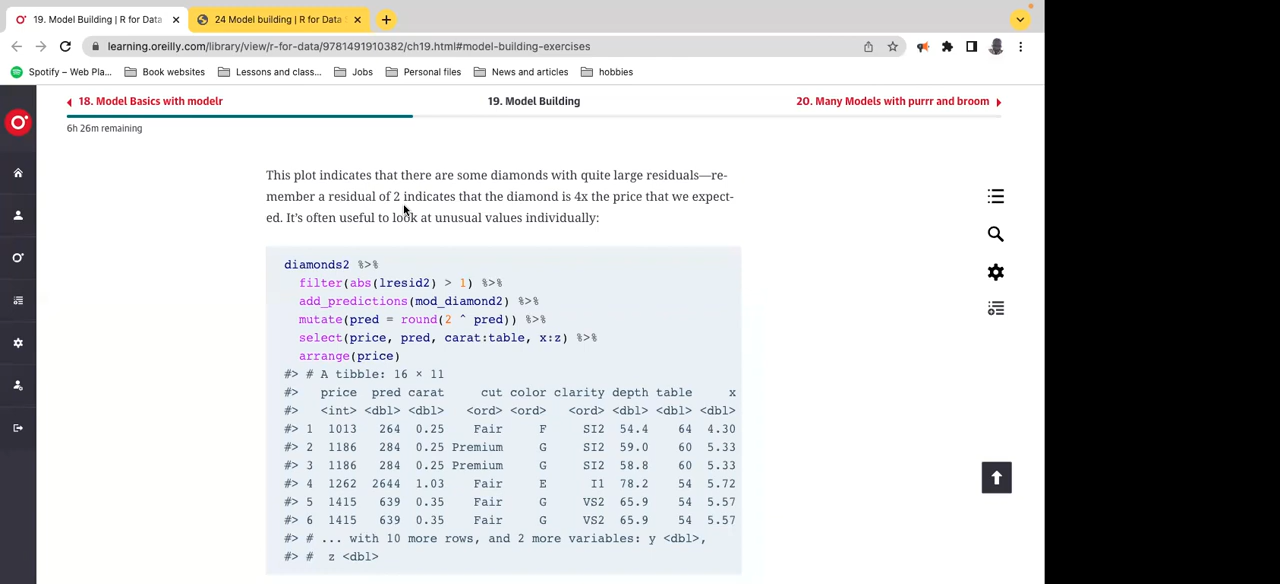 19. Model Building | R for Data
24 Model building | R for Data
learning.oreilly.com/library/view/r-for-data/9781491910382/ch19.html#model-building-exercises
Spotify – Web Pla... Book websites Lessons and class... Jobs Personal files News and articles hobbies
18. Model Basics with modelr 19. Model Building 20. Many Models with purrr and broom
6h 26m remaining
This plot indicates that there are some diamonds with quite large residuals—re-
member a residual of 2 indicates that the diamond is 4x the price that we expect-
ed. It’s often useful to look at unusual values individually:
diamonds2 %>%
filter(abs(lresid2) > 1) %>%
add_predictions(mod_diamond2) %>%
mutate(pred = round(2 ^ pred)) %>%
select(price, pred, carat:table, x:z) %>%
arrange(price)
#> # A tibble: 16 × 11
#> price pred carat cut color clarity depth table x
#> <int> <dbl> <dbl> <ord> <ord> <ord> <dbl> <dbl> <dbl>
#> 1 1013 264 0.25 Fair F SI2 54.4 64 4.30
#> 2 1186 284 0.25 Premium G SI2 59.0 60 5.33
#> 3 1186 284 0.25 Premium G SI2 58.8 60 5.33
#> 4 1262 2644 1.03 Fair E I1 78.2 54 5.72
#> 5 1415 639 0.35 Fair G VS2 65.9 54 5.57
#> 6 1415 639 0.35 Fair G VS2 65.9 54 5.57
#> # ... with 10 more rows, and 2 more variables: y <dbl>,
#> # z <dbl>